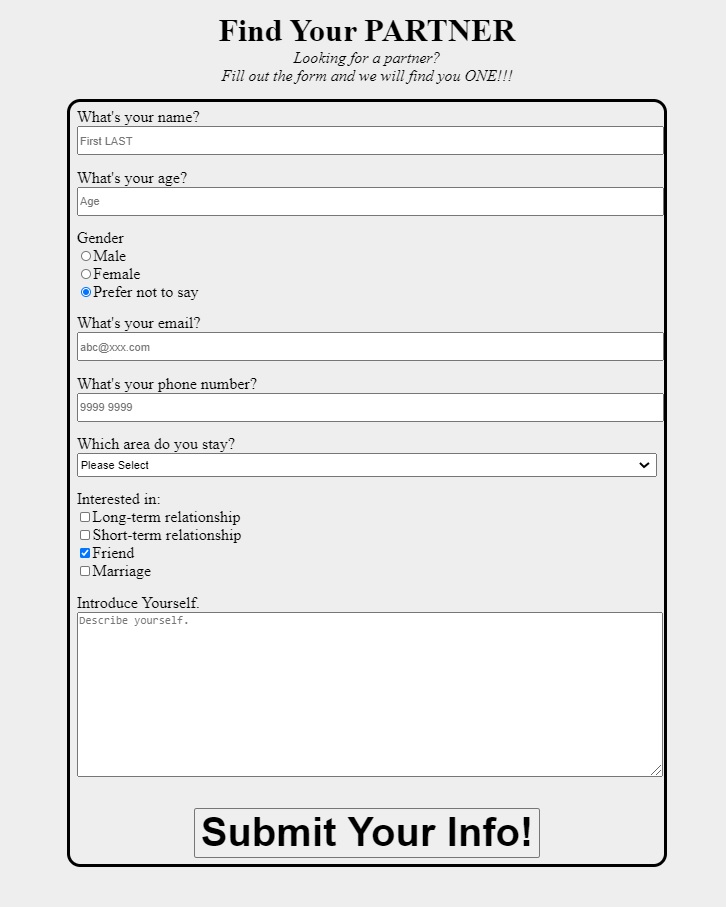 Find Your PARTNER
Looking for a partner?
Fill out the form and we will find you ONE!!!
What's your name?
First LAST
What's your age?
Age
Gender
Male
Female
Prefer not to say
What's your email?
abc@xxx.com
What's your phone number?
9999 9999
Which area do you stay?
Please Select
Interested in:
Long-term relationship
Short-term relationship
Friend
Marriage
Introduce Yourself.
Describe yourself.
Submit Your Info!